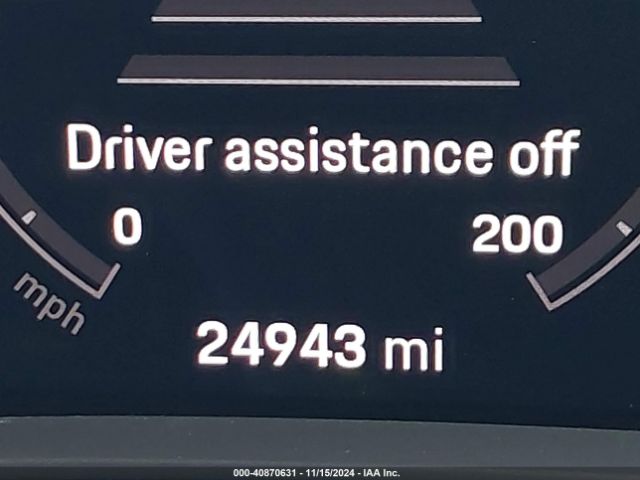 Driver assistance off
0 200
mph
24943 mi
000-40870631 - 11/15/2024 - IAA Inc.